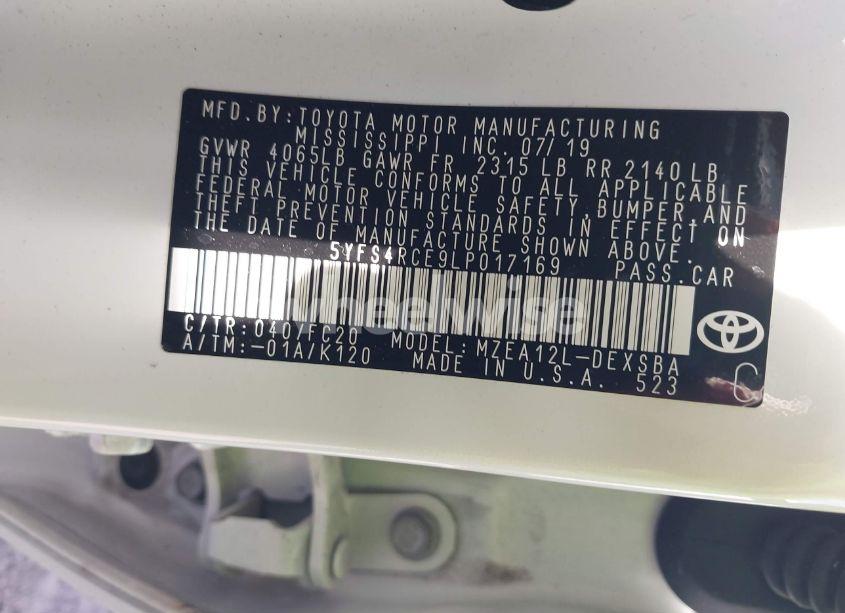 MFD. BY: TOYOTA MOTOR MANUFACTURING
MISSISSIPPI INC. 07/19
GVWR 4065LB GAWR FR 2315 LB RR 2140 LB
THIS VEHICLE CONFORMS TO ALL APPLICABLE
FEDERAL MOTOR VEHICLE SAFETY, BUMPER, AND
THEFT PREVENTION STANDARDS IN EFFECT ON
THE DATE OF MANUFACTURE SHOWN ABOVE.
5YFS4RCE9LP017169 PASS. CAR
wheelwise
C/TR: 040/FC20 MODEL: MZEA12L-DEXSBA
A/TM: -01A/K120 MADE IN U.S.A. 523